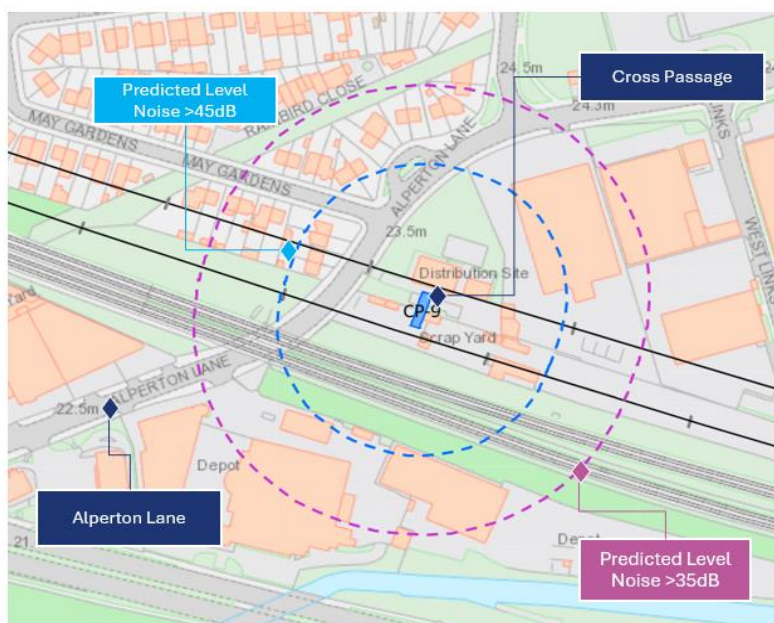 Cross Passage
Predicted Level
Noise >45dB
24.5m
24.3m
RAINBIRD CLOSE
MAY GARDENS
MAY GARDENS
ALPERTON LANE
LINKS
WEST LINKS
23.5m
Distribution Site
CP-9
Scrap Yard
ALPERTON LANE
22.5m
Depot
Alperton Lane
21.
Depot
Predicted Level
Noise >35dB